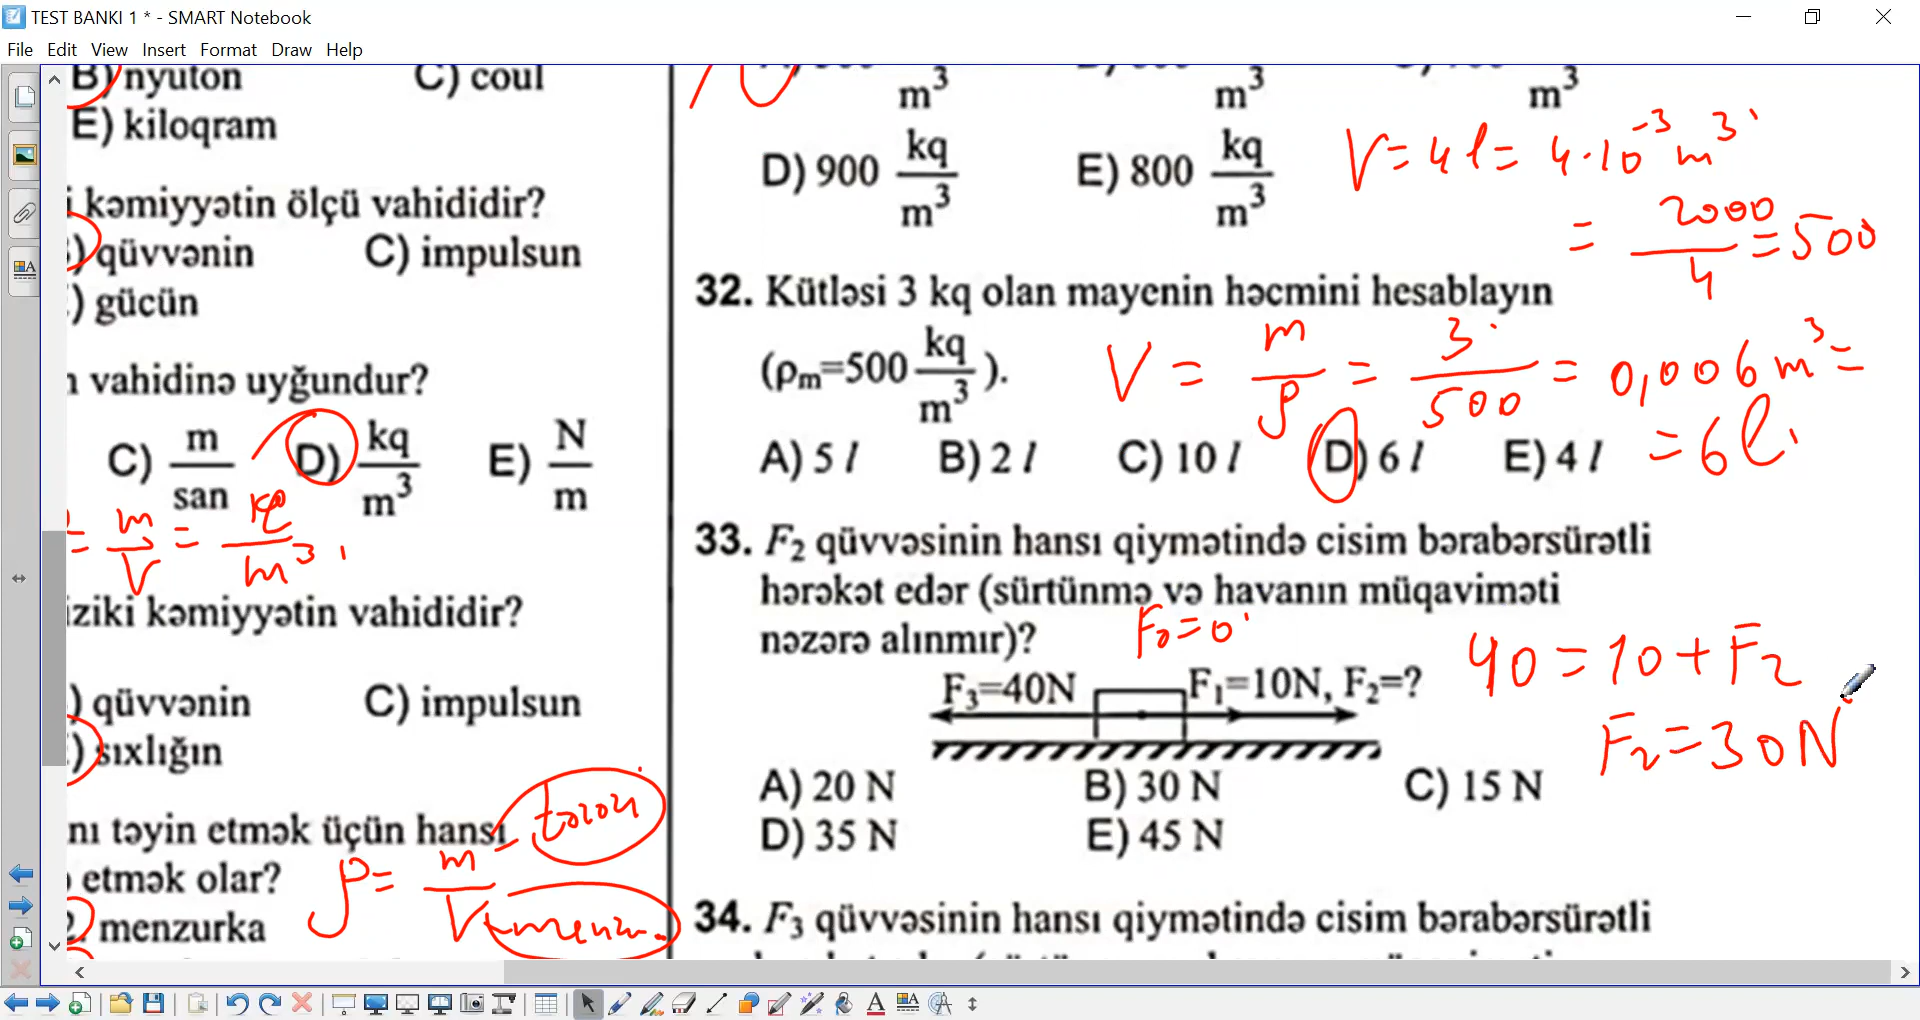 TEST BANKI 1 * - SMART Notebook
File Edit View Insert Format Draw Help
B) nyuton C) coul
E) kiloqram
i kəmiyyətin ölçü vahididir?
) qüvvənin C) impulsun
) gücün
vahidinə uyğundur?
C) m/san D) kq/m³ E) N/m
= m/V = kq/m³
iziki kəmiyyətin vahididir?
) qüvvənin C) impulsun
) sıxlığın
nı təyin etmək üçün hansı
etmək olar?
ρ = m/V
2. menzurka
m³ m³ m³
D) 900 kq/m³ E) 800 kq/m³
V = 4 l = 4·10⁻³ m³
= 2000/4 = 500
32. Kütləsi 3 kq olan mayenin həcmini hesablayın
(ρm=500 kq/m³).
V = m/ρ = 3/500 = 0,006 m³ =
= 6 l
A) 5 l B) 2 l C) 10 l D) 6 l E) 4 l
33. F2 qüvvəsinin hansı qiymətində cisim bərabərsürətli
hərəkət edər (sürtünmə və havanın müqaviməti
nəzərə alınmır)?
40 = 10 + F2
F3=40N F1=10N, F2=?
F2 = 30N
A) 20 N B) 30 N C) 15 N
D) 35 N E) 45 N
34. F3 qüvvəsinin hansı qiymətində cisim bərabərsürətli